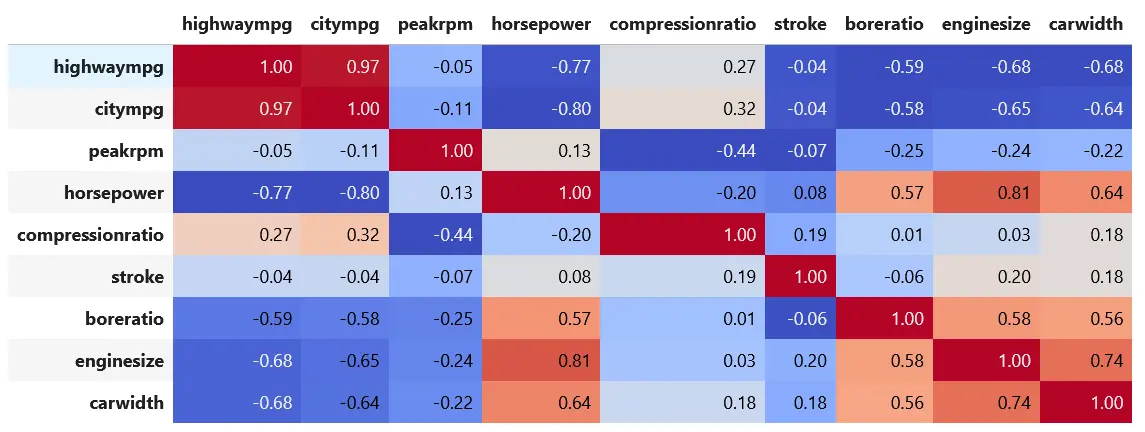 highwaympg citympg peakrpm horsepower compressionratio stroke boreratio enginesize carwidth
highwaympg 1.00 0.97 -0.05 -0.77 0.27 -0.04 -0.59 -0.68 -0.68
citympg 0.97 1.00 -0.11 -0.80 0.32 -0.04 -0.58 -0.65 -0.64
peakrpm -0.05 -0.11 1.00 0.13 -0.44 -0.07 -0.25 -0.24 -0.22
horsepower -0.77 -0.80 0.13 1.00 -0.20 0.08 0.57 0.81 0.64
compressionratio 0.27 0.32 -0.44 -0.20 1.00 0.19 0.01 0.03 0.18
stroke -0.04 -0.04 -0.07 0.08 0.19 1.00 -0.06 0.20 0.18
boreratio -0.59 -0.58 -0.25 0.57 0.01 -0.06 1.00 0.58 0.56
enginesize -0.68 -0.65 -0.24 0.81 0.03 0.20 0.58 1.00 0.74
carwidth -0.68 -0.64 -0.22 0.64 0.18 0.18 0.56 0.74 1.00